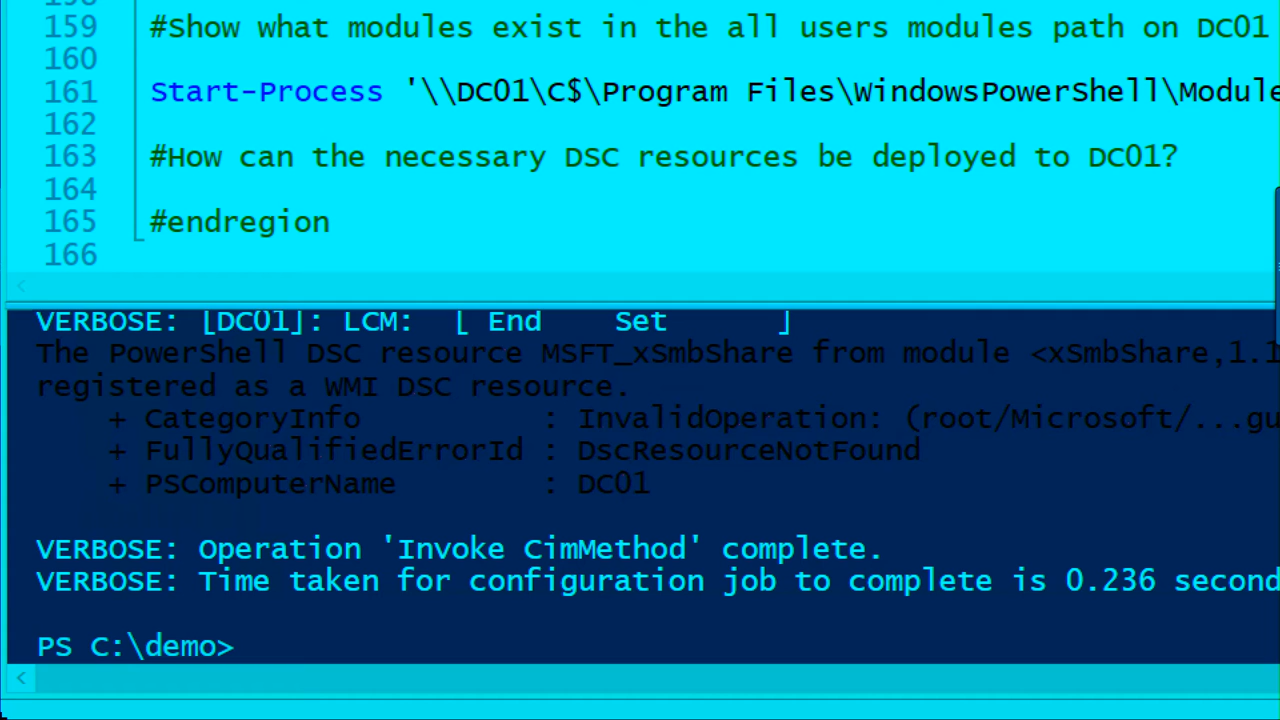 159 #Show what modules exist in the all users modules path on DC01
160
161 Start-Process '\\DC01\C$\Program Files\WindowsPowerShell\Module
162
163 #How can the necessary DSC resources be deployed to DC01?
164
165 #endregion
166
VERBOSE: [DC01]: LCM: [ End Set ]
The PowerShell DSC resource MSFT_xSmbShare from module <xSmbShare,1.1
registered as a WMI DSC resource.
+ CategoryInfo : InvalidOperation: (root/Microsoft/...gu
+ FullyQualifiedErrorId : DscResourceNotFound
+ PSComputerName : DC01
VERBOSE: Operation 'Invoke CimMethod' complete.
VERBOSE: Time taken for configuration job to complete is 0.236 second
PS C:\demo>